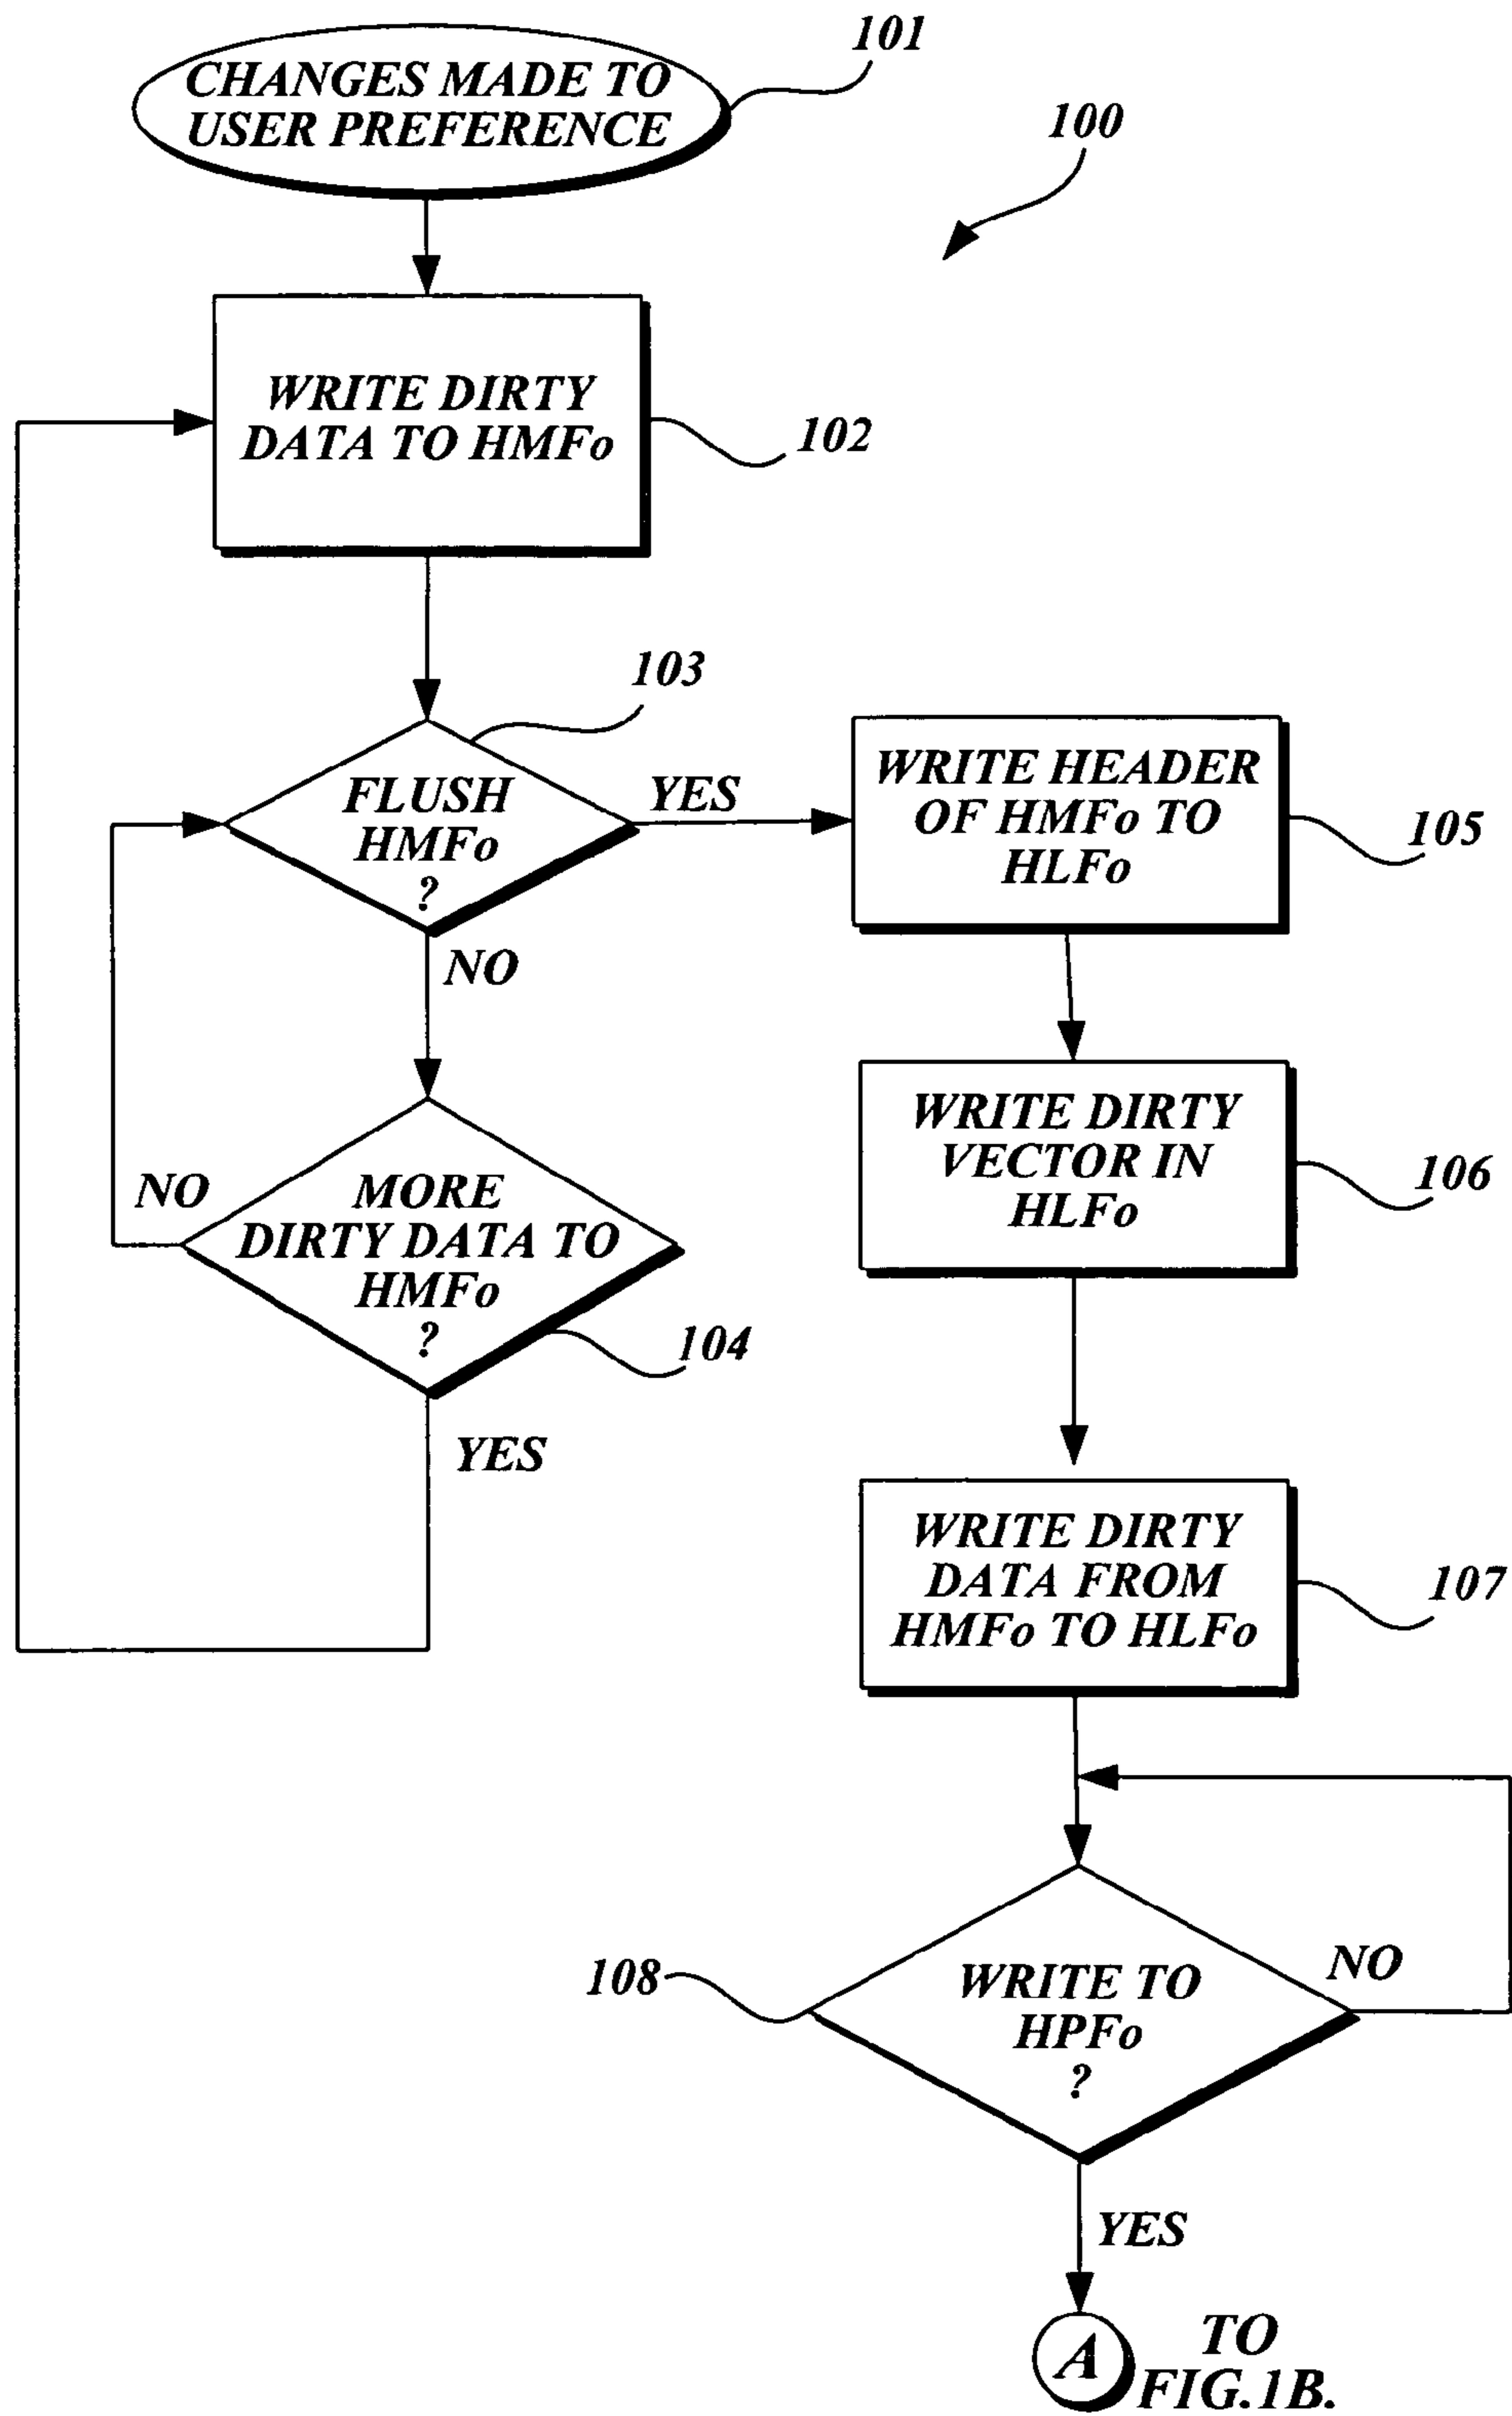 CHANGES MADE TO
USER PREFERENCE
101
100
WRITE DIRTY
DATA TO HMFo
102
103
FLUSH
HMFo
?
YES
NO
WRITE HEADER
OF HMFo TO
HLFo
105
WRITE DIRTY
VECTOR IN
HLFo
106
NO
MORE
DIRTY DATA TO
HMFo
?
104
YES
WRITE DIRTY
DATA FROM
HMFo TO HLFo
107
108
WRITE TO
HPFo
?
NO
YES
A
TO
FIG.1B.